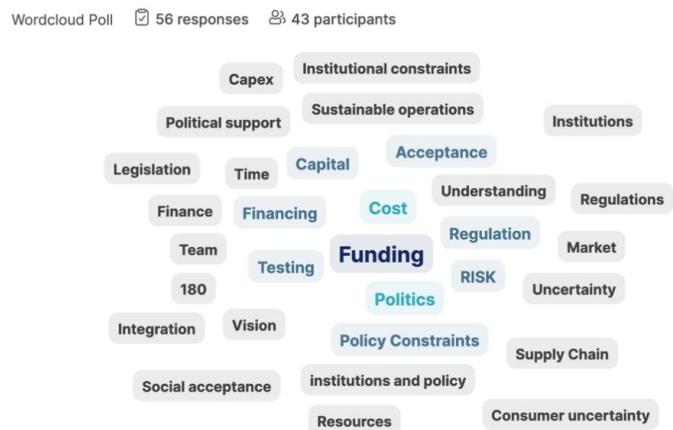 Wordcloud Poll 56 responses 43 participants
Institutional constraints
Capex
Sustainable operations
Political support
Institutions
Acceptance
Capital
Legislation
Time
Understanding
Regulations
Cost
Finance
Financing
Regulation
Market
Team
Funding
Testing
RISK
180
Uncertainty
Politics
Vision
Integration
Policy Constraints
Supply Chain
institutions and policy
Social acceptance
Consumer uncertainty
Resources